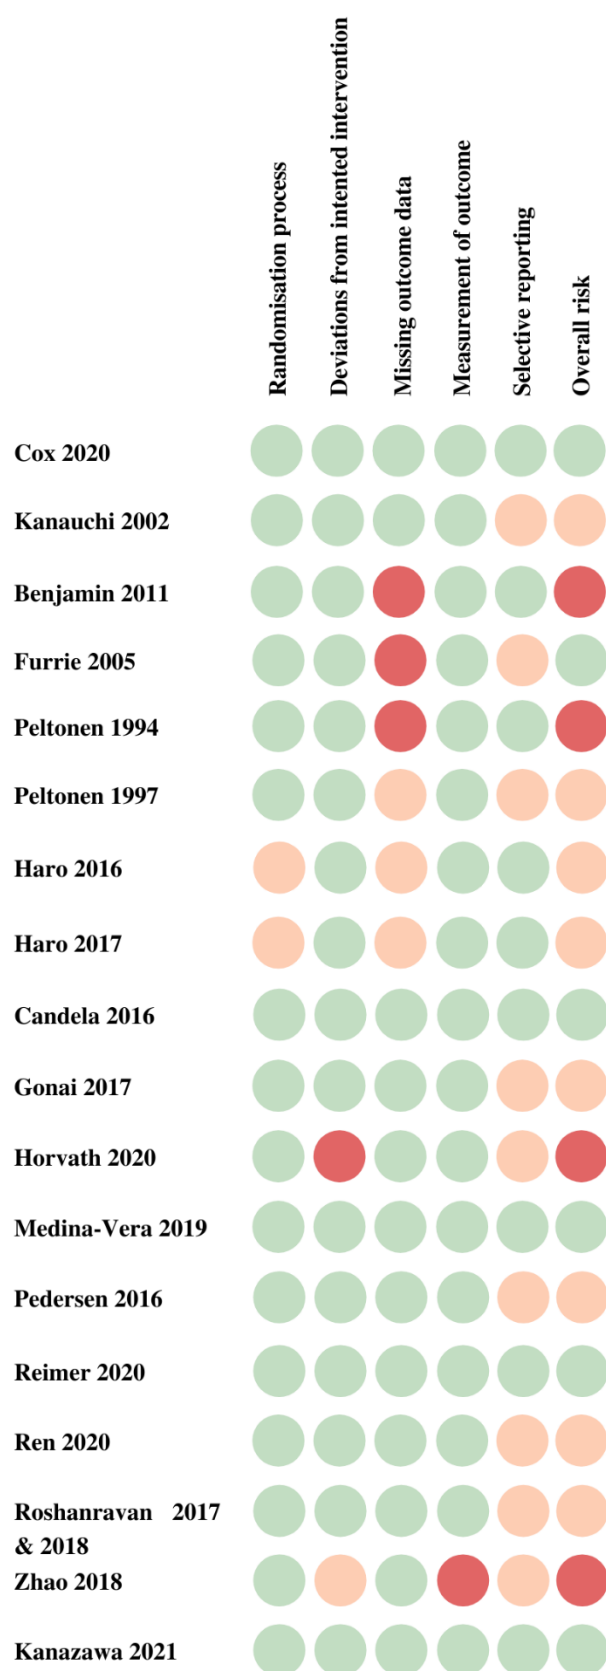 Randomisation process
Deviations from intented intervention
Missing outcome data
Measurement of outcome
Selective reporting
Overall risk
Cox 2020
Kanauchi 2002
Benjamin 2011
Furrie 2005
Peltonen 1994
Peltonen 1997
Haro 2016
Haro 2017
Candela 2016
Gonai 2017
Horvath 2020
Medina-Vera 2019
Pedersen 2016
Reimer 2020
Ren 2020
Roshanravan 2017
& 2018
Zhao 2018
Kanazawa 2021